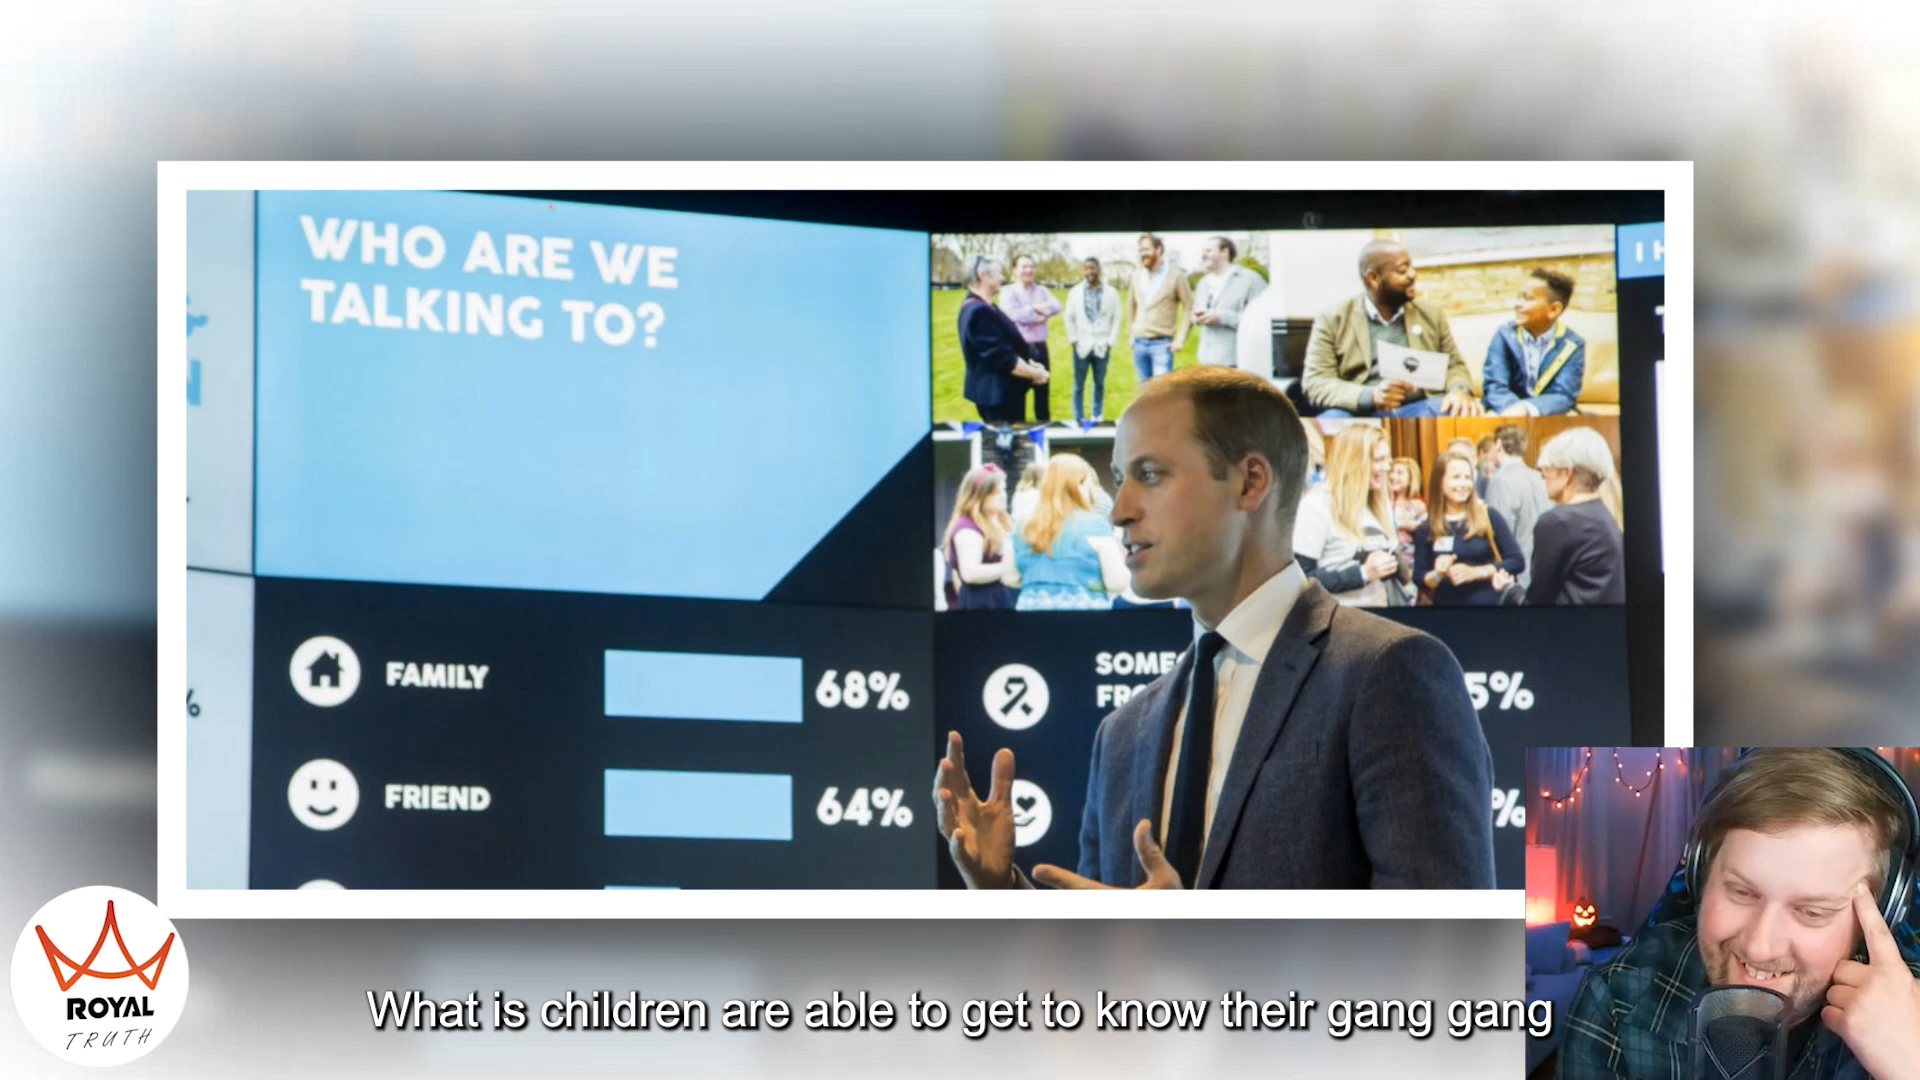 WHO ARE WE
TALKING TO?
FAMILY
68%
FRIEND
64%
5%
%
ROYAL
TRUTH
What is children are able to get to know their gang gang